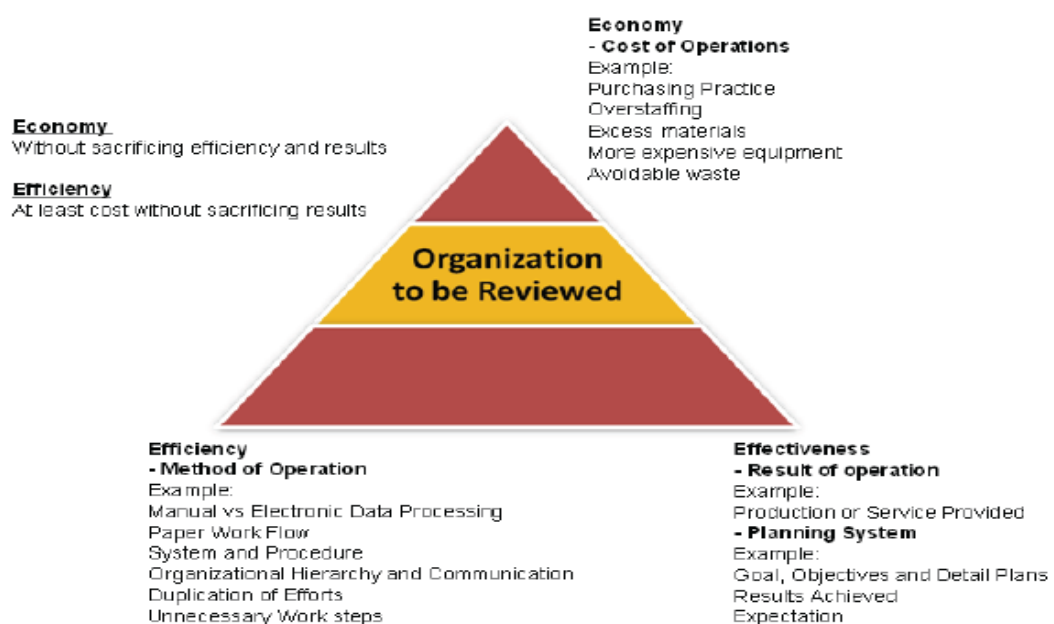 Economy
- Cost of Operations
Example:
Purchasing Practice
Overstaffing
Excess materials
More expensive equipment
Avoidable waste
Economy
Without sacrificing efficiency and results
Efficiency
At least cost without sacrificing results
Organization
to be Reviewed
Efficiency
- Method of Operation
Example:
Manual vs Electronic Data Processing
Paper Work Flow
System and Procedure
Organizational Hierarchy and Communication
Duplication of Efforts
Unnecessary Work steps
Effectiveness
- Result of operation
Example:
Production or Service Provided
- Planning System
Example:
Goal, Objectives and Detail Plans
Results Achieved
Expectation